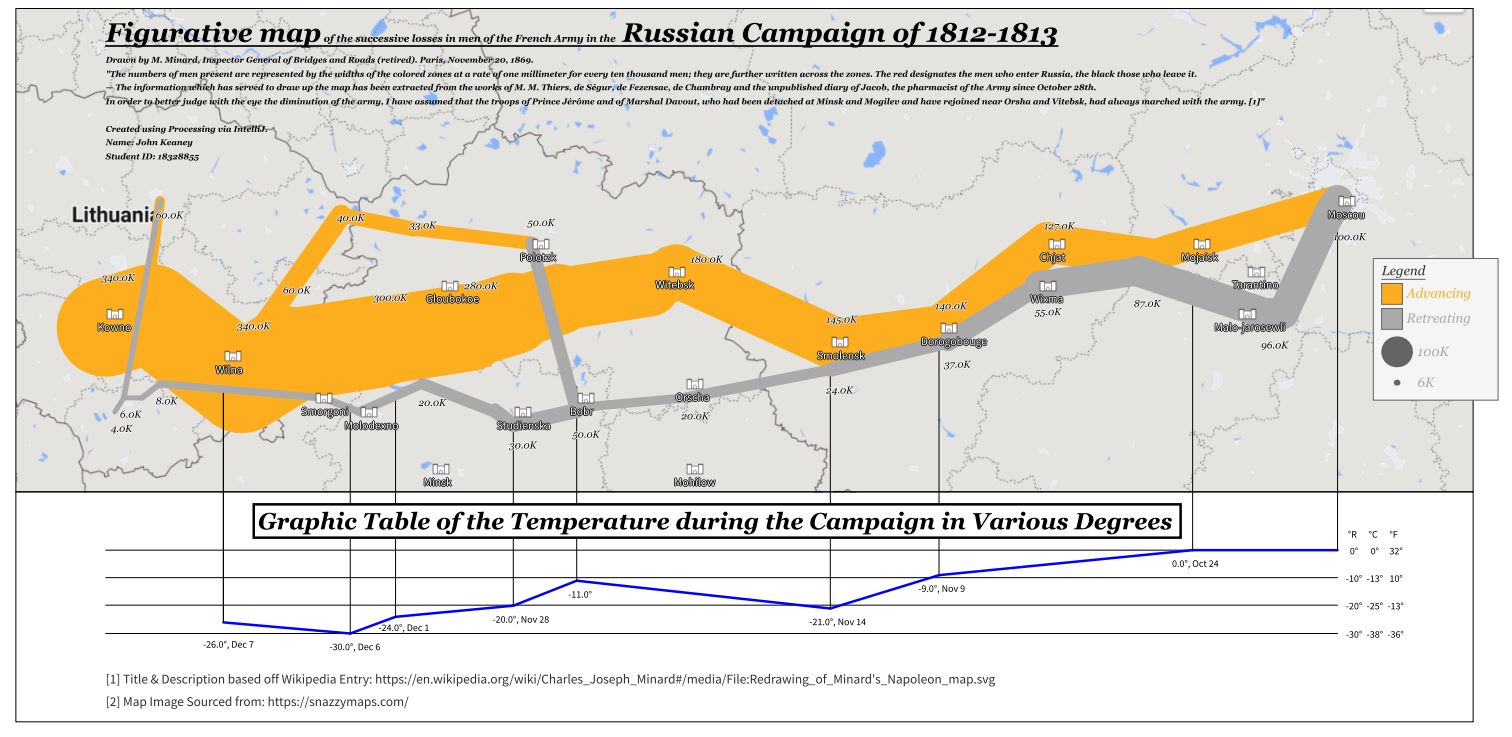 Figurative map of the successive losses in men of the French Army in the Russian Campaign of 1812-1813
Drawn by M. Minard, Inspector General of Bridges and Roads (retired). Paris, November 20, 1869.
"The numbers of men present are represented by the widths of the colored zones at a rate of one millimeter for every ten thousand men; they are further written across the zones. The red designates the men who enter Russia, the black those who leave it.
— The information which has served to draw up the map has been extracted from the works of M. M. Thiers, de Ségur, de Fezensac, de Chambray and the unpublished diary of Jacob, the pharmacist of the Army since October 28th.
In order to better judge with the eye the diminution of the army, I have assumed that the troops of Prince Jérôme and of Marshal Davout, who had been detached at Minsk and Mogilev and have rejoined near Orsha and Vitebsk, had always marched with the army. [1]"
Created using Processing via IntelliJ.
Name: John Keaney
Student ID: 18328855
Lithuania
60.0K
40.0K
33.0K
50.0K
Polotzk
127.0K
Chjat
Mojaisk
Moscou
100.0K
340.0K
60.0K
300.0K
280.0K
Gloubokoe
180.0K
Witebsk
Wixma
55.0K
87.0K
Tarantino
Malo-jarosewli
96.0K
Legend
Advancing
Retreating
100K
6K
Kowno
340.0K
Wilna
145.0K
Smolensk
140.0K
Dorogobouge
37.0K
24.0K
8.0K
6.0K
4.0K
Smorgoni
Molodexno
20.0K
Studienska
30.0K
Bobr
50.0K
Orscha
20.0K
Minsk
Mohilow
Graphic Table of the Temperature during the Campaign in Various Degrees
°R °C °F
0° 0° 32°
-10° -13° 10°
-20° -25° -13°
-30° -38° -36°
0.0°, Oct 24
-9.0°, Nov 9
-21.0°, Nov 14
-11.0°
-20.0°, Nov 28
-24.0°, Dec 1
-30.0°, Dec 6
-26.0°, Dec 7
[1] Title & Description based off Wikipedia Entry: https://en.wikipedia.org/wiki/Charles_Joseph_Minard#/media/File:Redrawing_of_Minard's_Napoleon_map.svg
[2] Map Image Sourced from: https://snazzymaps.com/